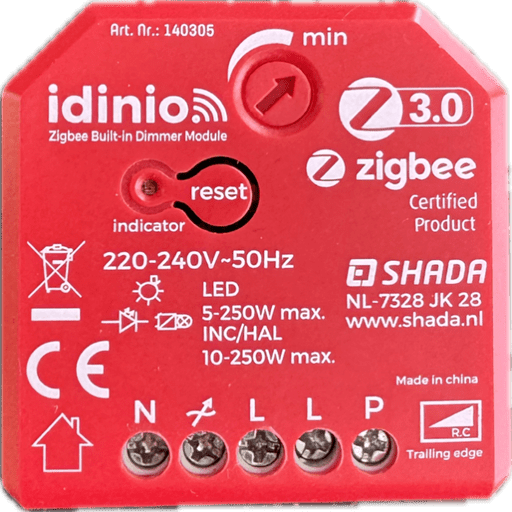 Art. Nr.: 140305
min
idinio
Zigbee Built-in Dimmer Module
Z 3.0
zigbee
Certified
Product
reset
indicator
220-240V~50Hz
LED
5-250W max.
INC/HAL
10-250W max.
SHADA
NL-7328 JK 28
www.shada.nl
CE
Made in china
N L L P
R.C
Trailing edge